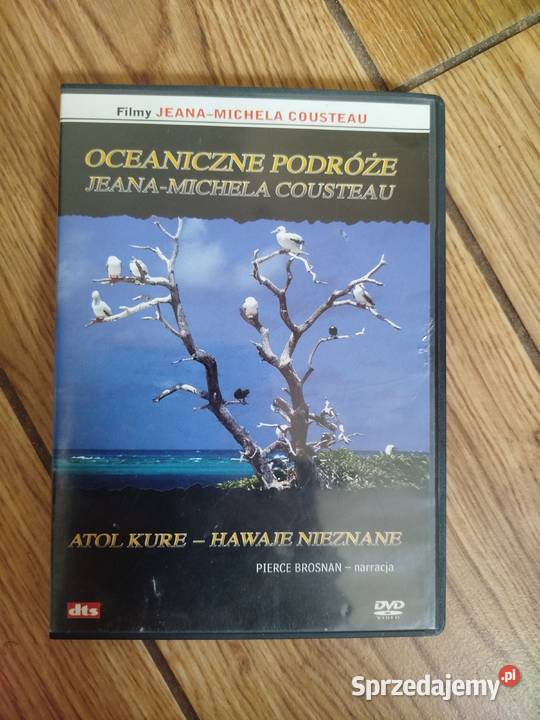 Filmy JEANA-MICHELA COUSTEAU
OCEANICZNE PODRÓŻE
JEANA-MICHELA COUSTEAU
ATOL KURE – HAWAJE NIEZNANE
PIERCE BROSNAN – narracja
dts
DVD
VIDEO
Sprzedajemy.pl